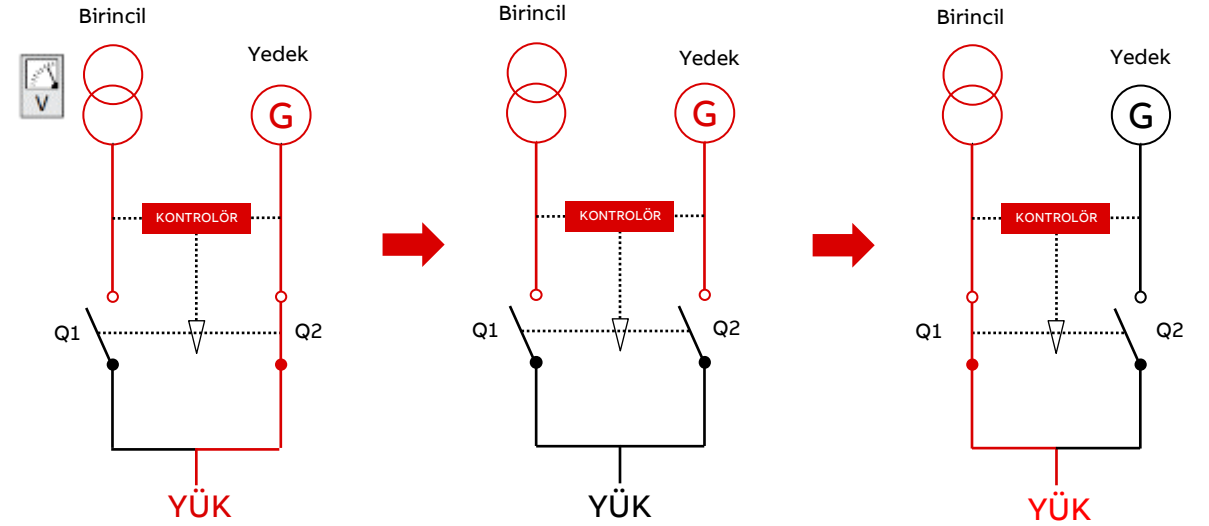 Birincil
Yedek
V
G
KONTROLÖR
Q1
Q2
YÜK
Birincil
Yedek
G
KONTROLÖR
Q1
Q2
YÜK
Birincil
Yedek
G
KONTROLÖR
Q1
Q2
YÜK